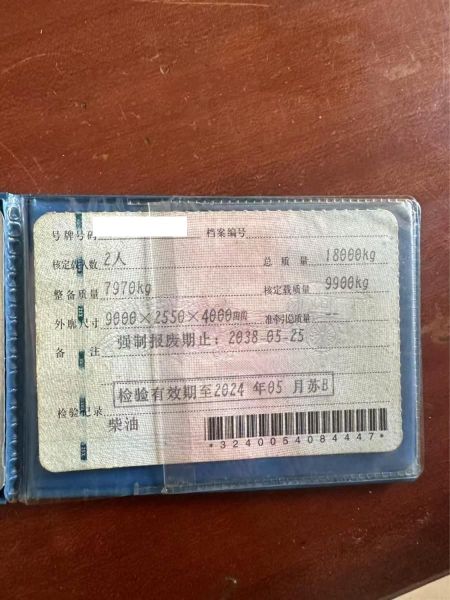 号牌号码 档案编号
核定载人数 2人 总质量 18000kg
整备质量 7970kg 核定载质量 9900kg
外廓尺寸 9000×2550×4000 准牵引总质量 --
备注 强制报废期止：2038-05-25
检验有效期至2024 年05 月苏B
检验记录
柴油
*3240054084447*